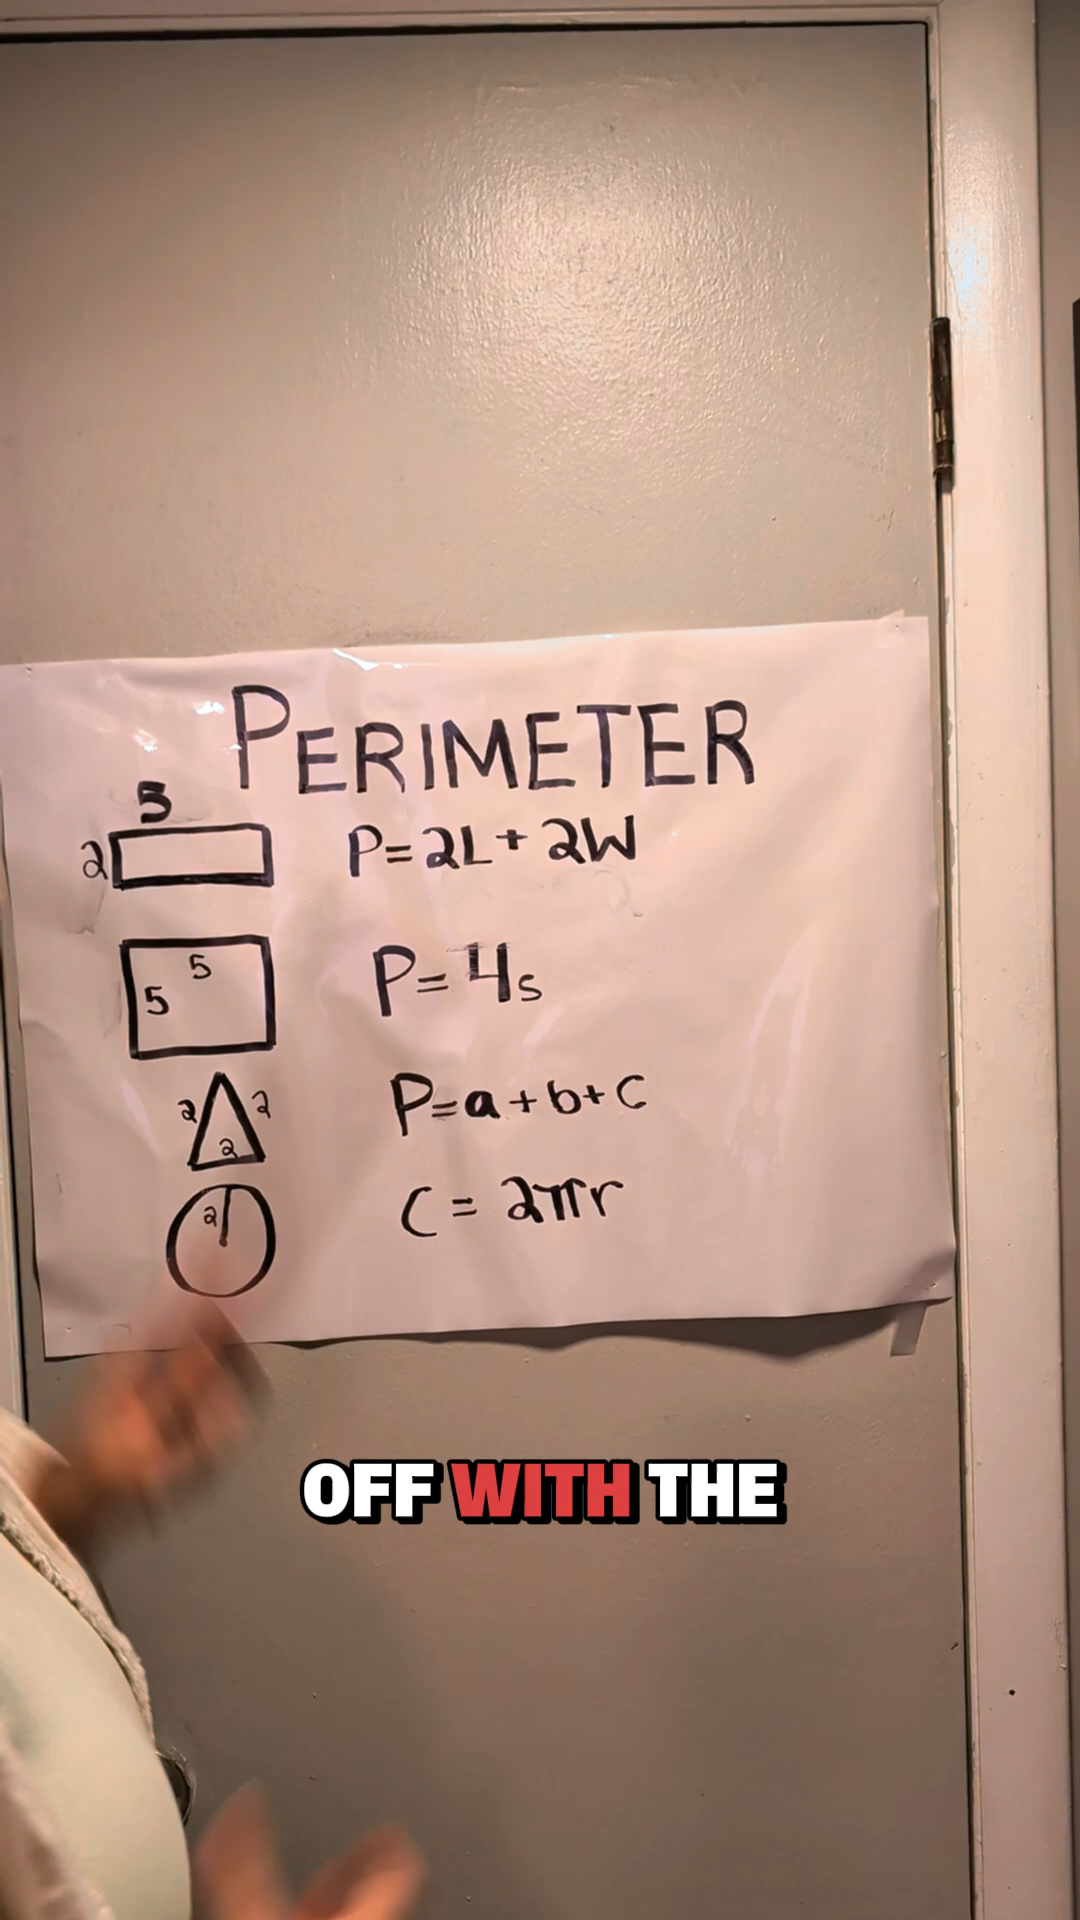 PERIMETER
5
2
P=2L+2W
5
5
P=4s
2 2
2
P=a+b+c
2
C=2πr
OFF WITH THE